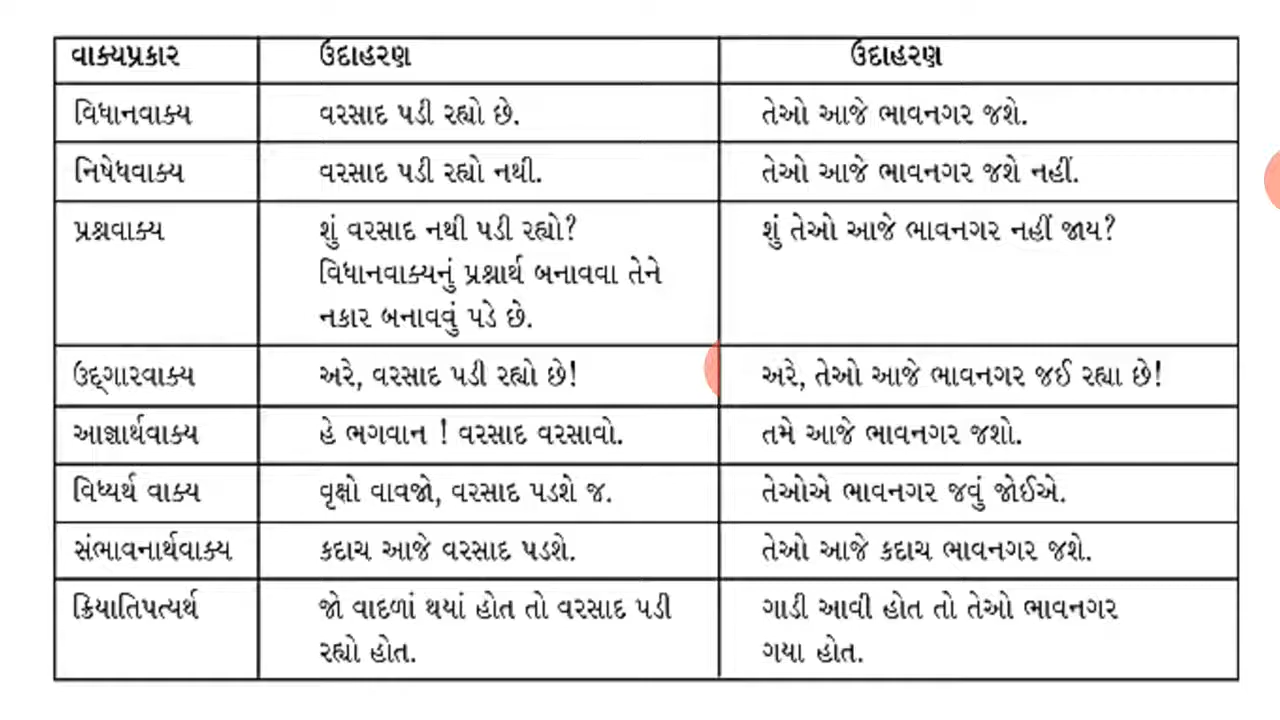 વાક્યપ્રકાર ઉદાહરણ ઉદાહરણ
વિધાનવાક્ય વરસાદ પડી રહ્યો છે. તેઓ આજે ભાવનગર જશે.
નિષેધવાક્ય વરસાદ પડી રહ્યો નથી. તેઓ આજે ભાવનગર જશે નહીં.
પ્રશ્નવાક્ય શું વરસાદ નથી પડી રહ્યો? શું તેઓ આજે ભાવનગર નહીં જાય?
વિધાનવાક્યનું પ્રશ્નાર્થ બનાવવા તેને
નકાર બનાવવું પડે છે.
ઉદ્‌ગારવાક્ય અરે, વરસાદ પડી રહ્યો છે! અરે, તેઓ આજે ભાવનગર જઈ રહ્યા છે!
આજ્ઞાર્થવાક્ય હે ભગવાન ! વરસાદ વરસાવો. તમે આજે ભાવનગર જશો.
વિધ્યર્થ વાક્ય વૃક્ષો વાવજો, વરસાદ પડશે જ. તેઓએ ભાવનગર જવું જોઈએ.
સંભાવનાર્થવાક્ય કદાચ આજે વરસાદ પડશે. તેઓ આજે કદાચ ભાવનગર જશે.
ક્રિયાતિપત્યર્થ જો વાદળાં થયાં હોત તો વરસાદ પડી ગાડી આવી હોત તો તેઓ ભાવનગર
રહ્યો હોત. ગયા હોત.